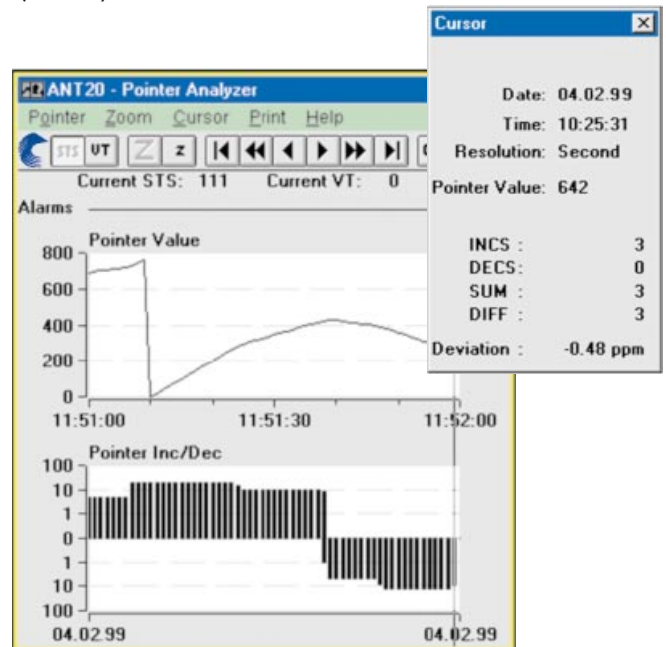 Cursor
Date: 04.02.99
Time: 10:25:31
Resolution: Second
Pointer Value: 642
INCS : 3
DECS: 0
SUM : 3
DIFF : 3
Deviation : -0.48 ppm
ANT20 - Pointer Analyzer
Pointer Zoom Cursor Print Help
STS VT Z z
Current STS: 111 Current VT: 0
Alarms
Pointer Value
800
600
400
200
0
11:51:00 11:51:30 11:52:00
Pointer Inc/Dec
100
10
1
0
1
10
100
04.02.99 04.02.99